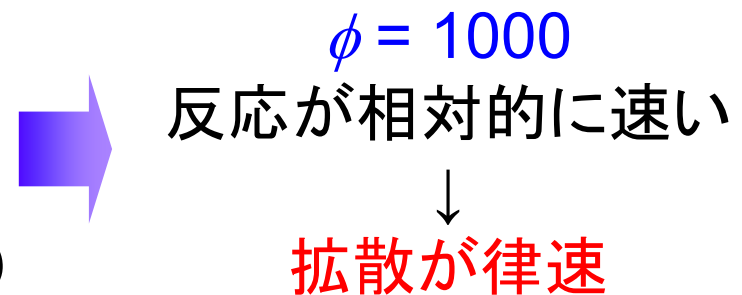 ϕ = 1000
反応が相対的に速い
↓
拡散が律速
)